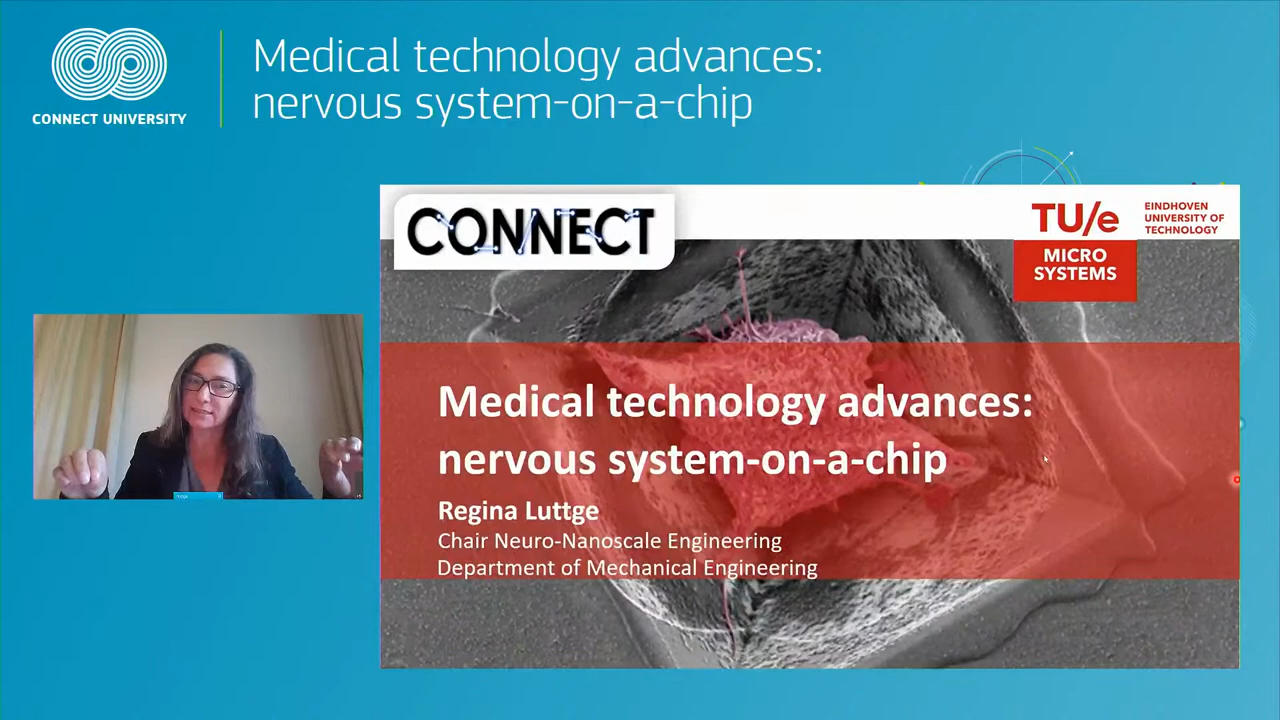 Medical technology advances:
nervous system-on-a-chip
CONNECT UNIVERSITY
CONNECT
TU/e
EINDHOVEN
UNIVERSITY OF
TECHNOLOGY
MICRO
SYSTEMS
Medical technology advances:
nervous system-on-a-chip
Regina Luttge
Chair Neuro-Nanoscale Engineering
Department of Mechanical Engineering